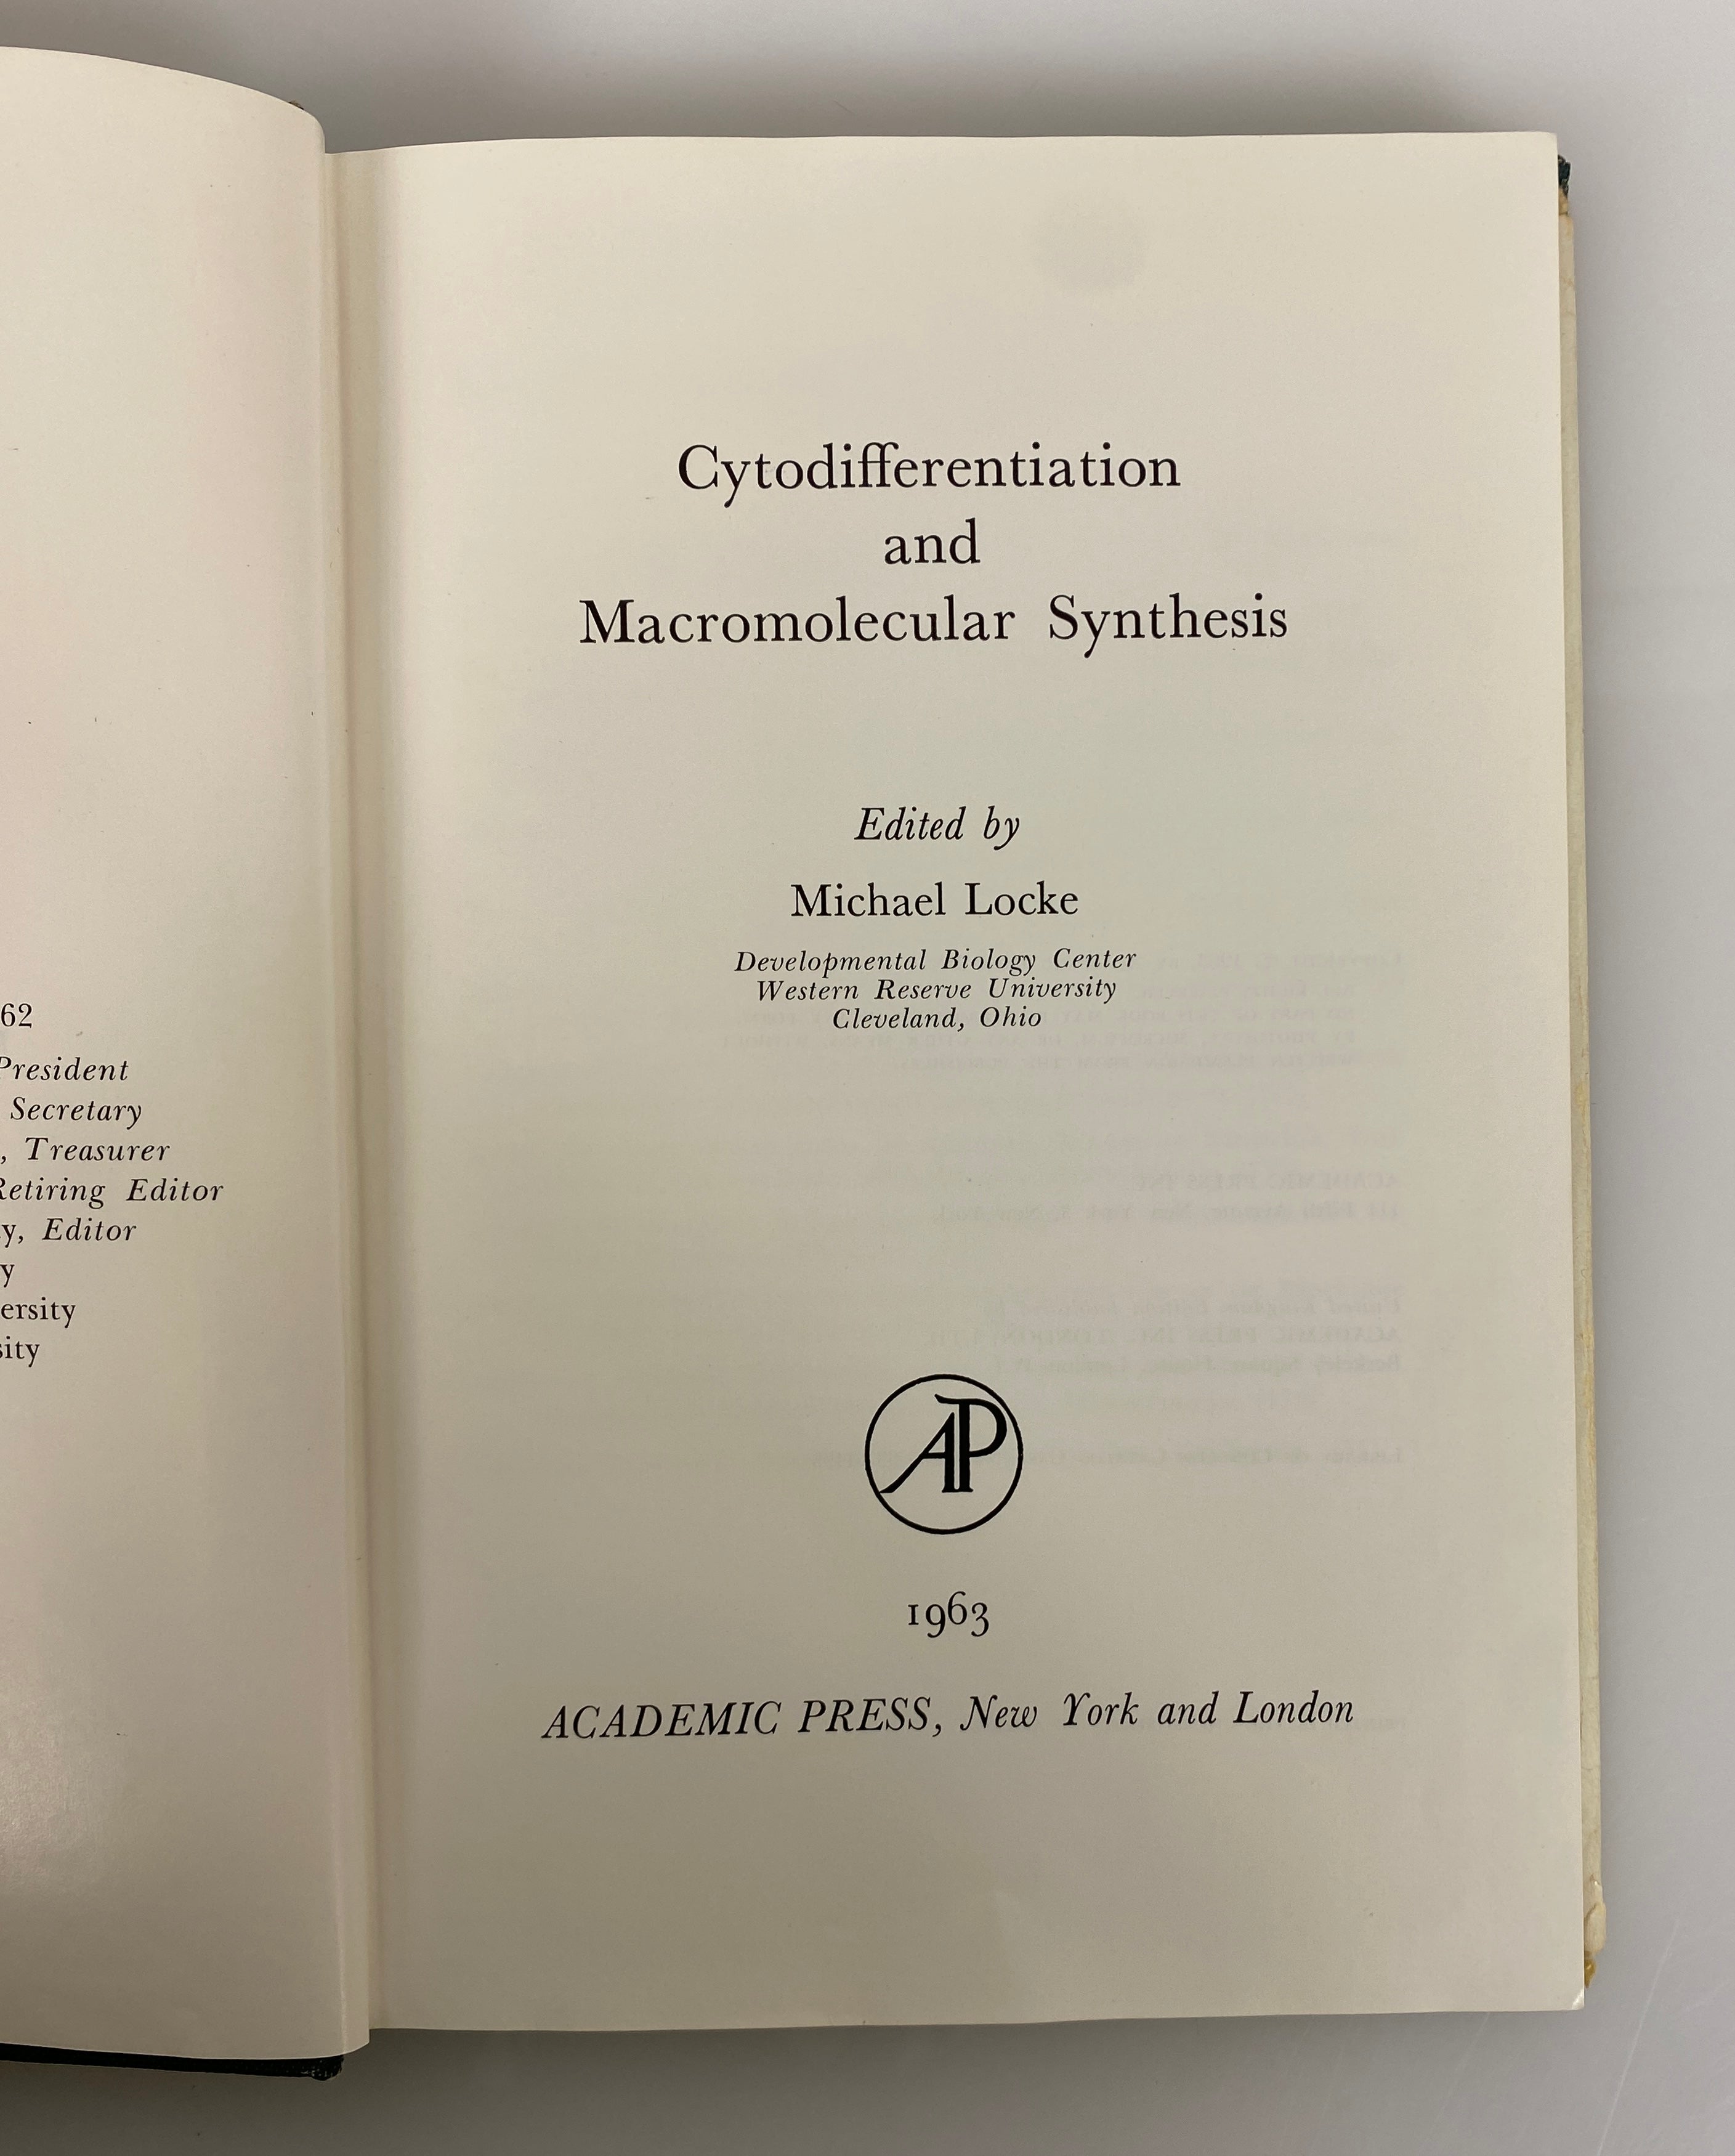 62
President
Secretary
, Treasurer
Retiring Editor
y, Editor
y
ersity
sity
Cytodifferentiation
and
Macromolecular Synthesis
Edited by
Michael Locke
Developmental Biology Center
Western Reserve University
Cleveland, Ohio
AP
1963
ACADEMIC PRESS, New York and London